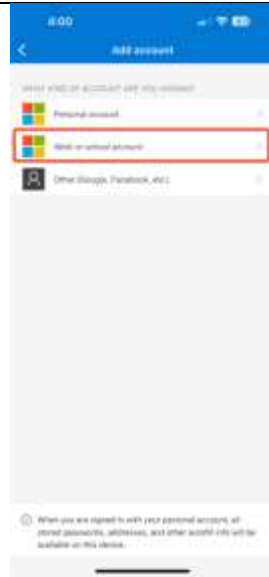 Add account
WHAT KIND OF ACCOUNT ARE YOU ADDING?
Personal account
Work or school account
Other (Google, Facebook, etc.)
When you are signed in with your personal account, all
stored passwords, addresses, and other autofill info will be
available on this device.